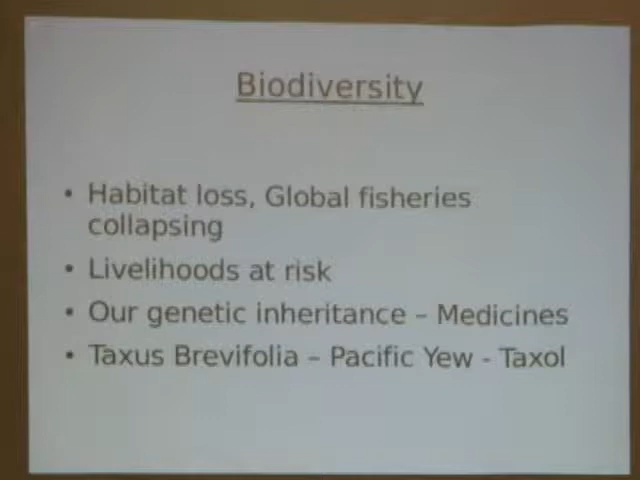 Biodiversity
• Habitat loss, Global fisheries
collapsing
• Livelihoods at risk
• Our genetic inheritance – Medicines
• Taxus Brevifolia – Pacific Yew - Taxol